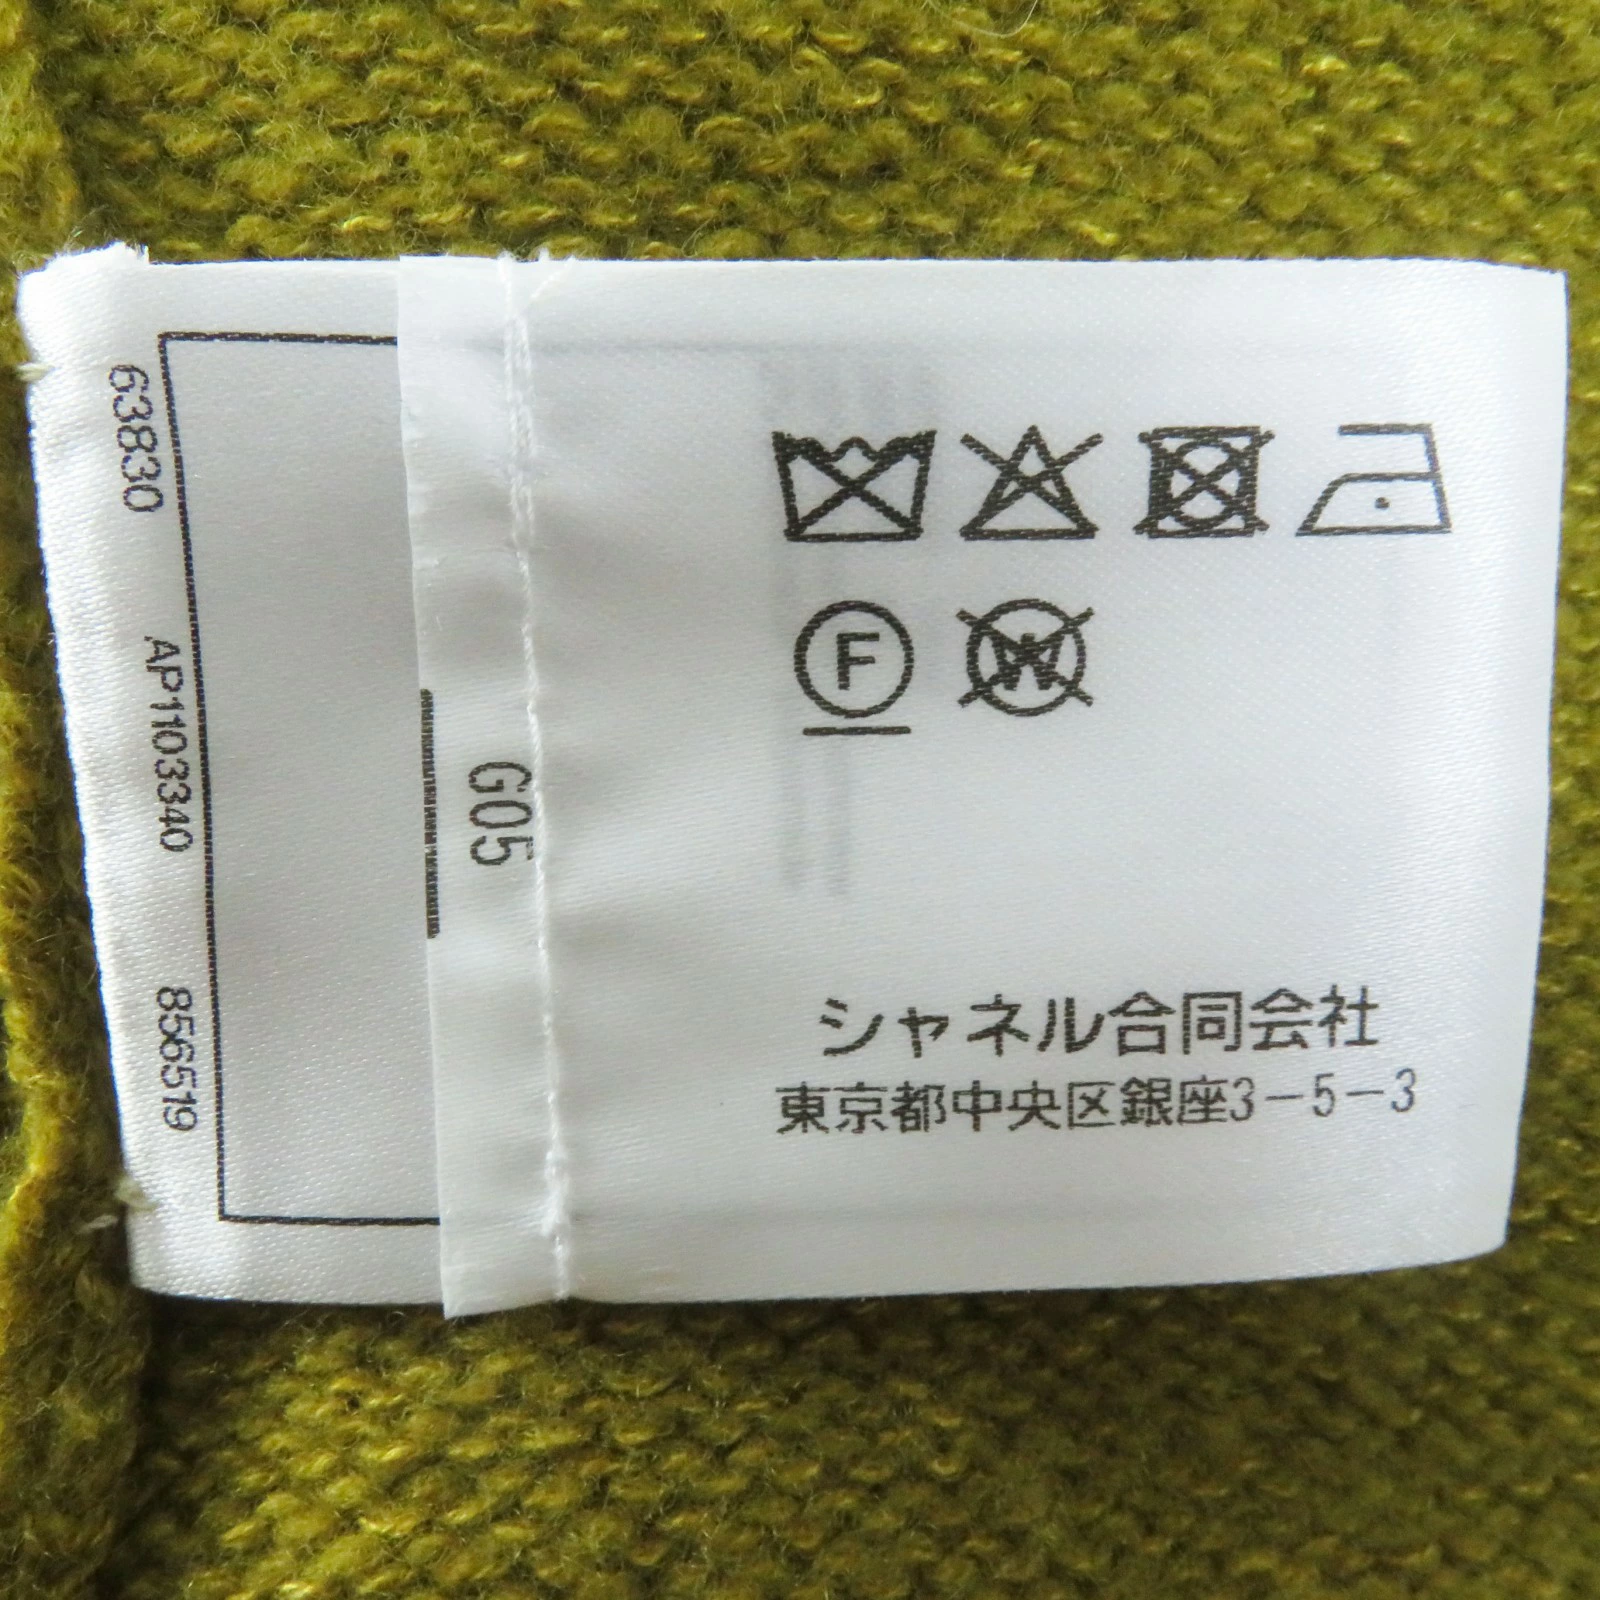 63830 AP1103340 856519
G05
F
W
シャネル合同会社
東京都中央区銀座3-5-3